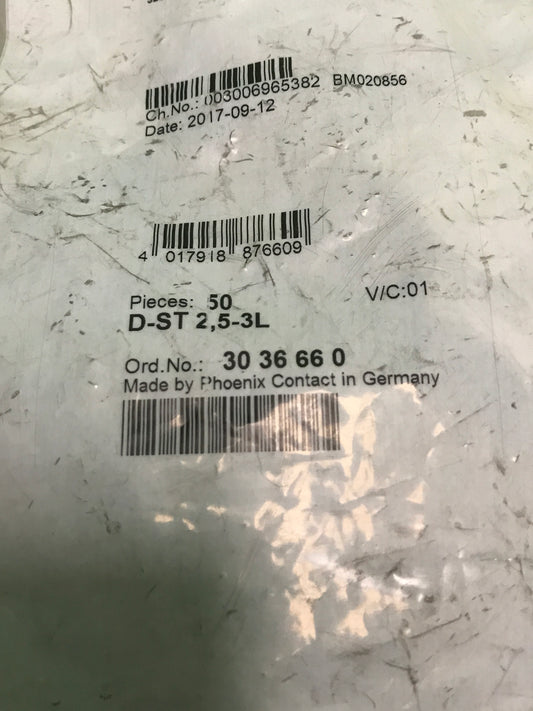 Ch.No.: 003006965382 BM020856
Date: 2017-09-12
4 017918 876609
Pieces: 50 V/C:01
D-ST 2,5-3L
Ord.No.: 30 36 66 0
Made by Phoenix Contact in Germany